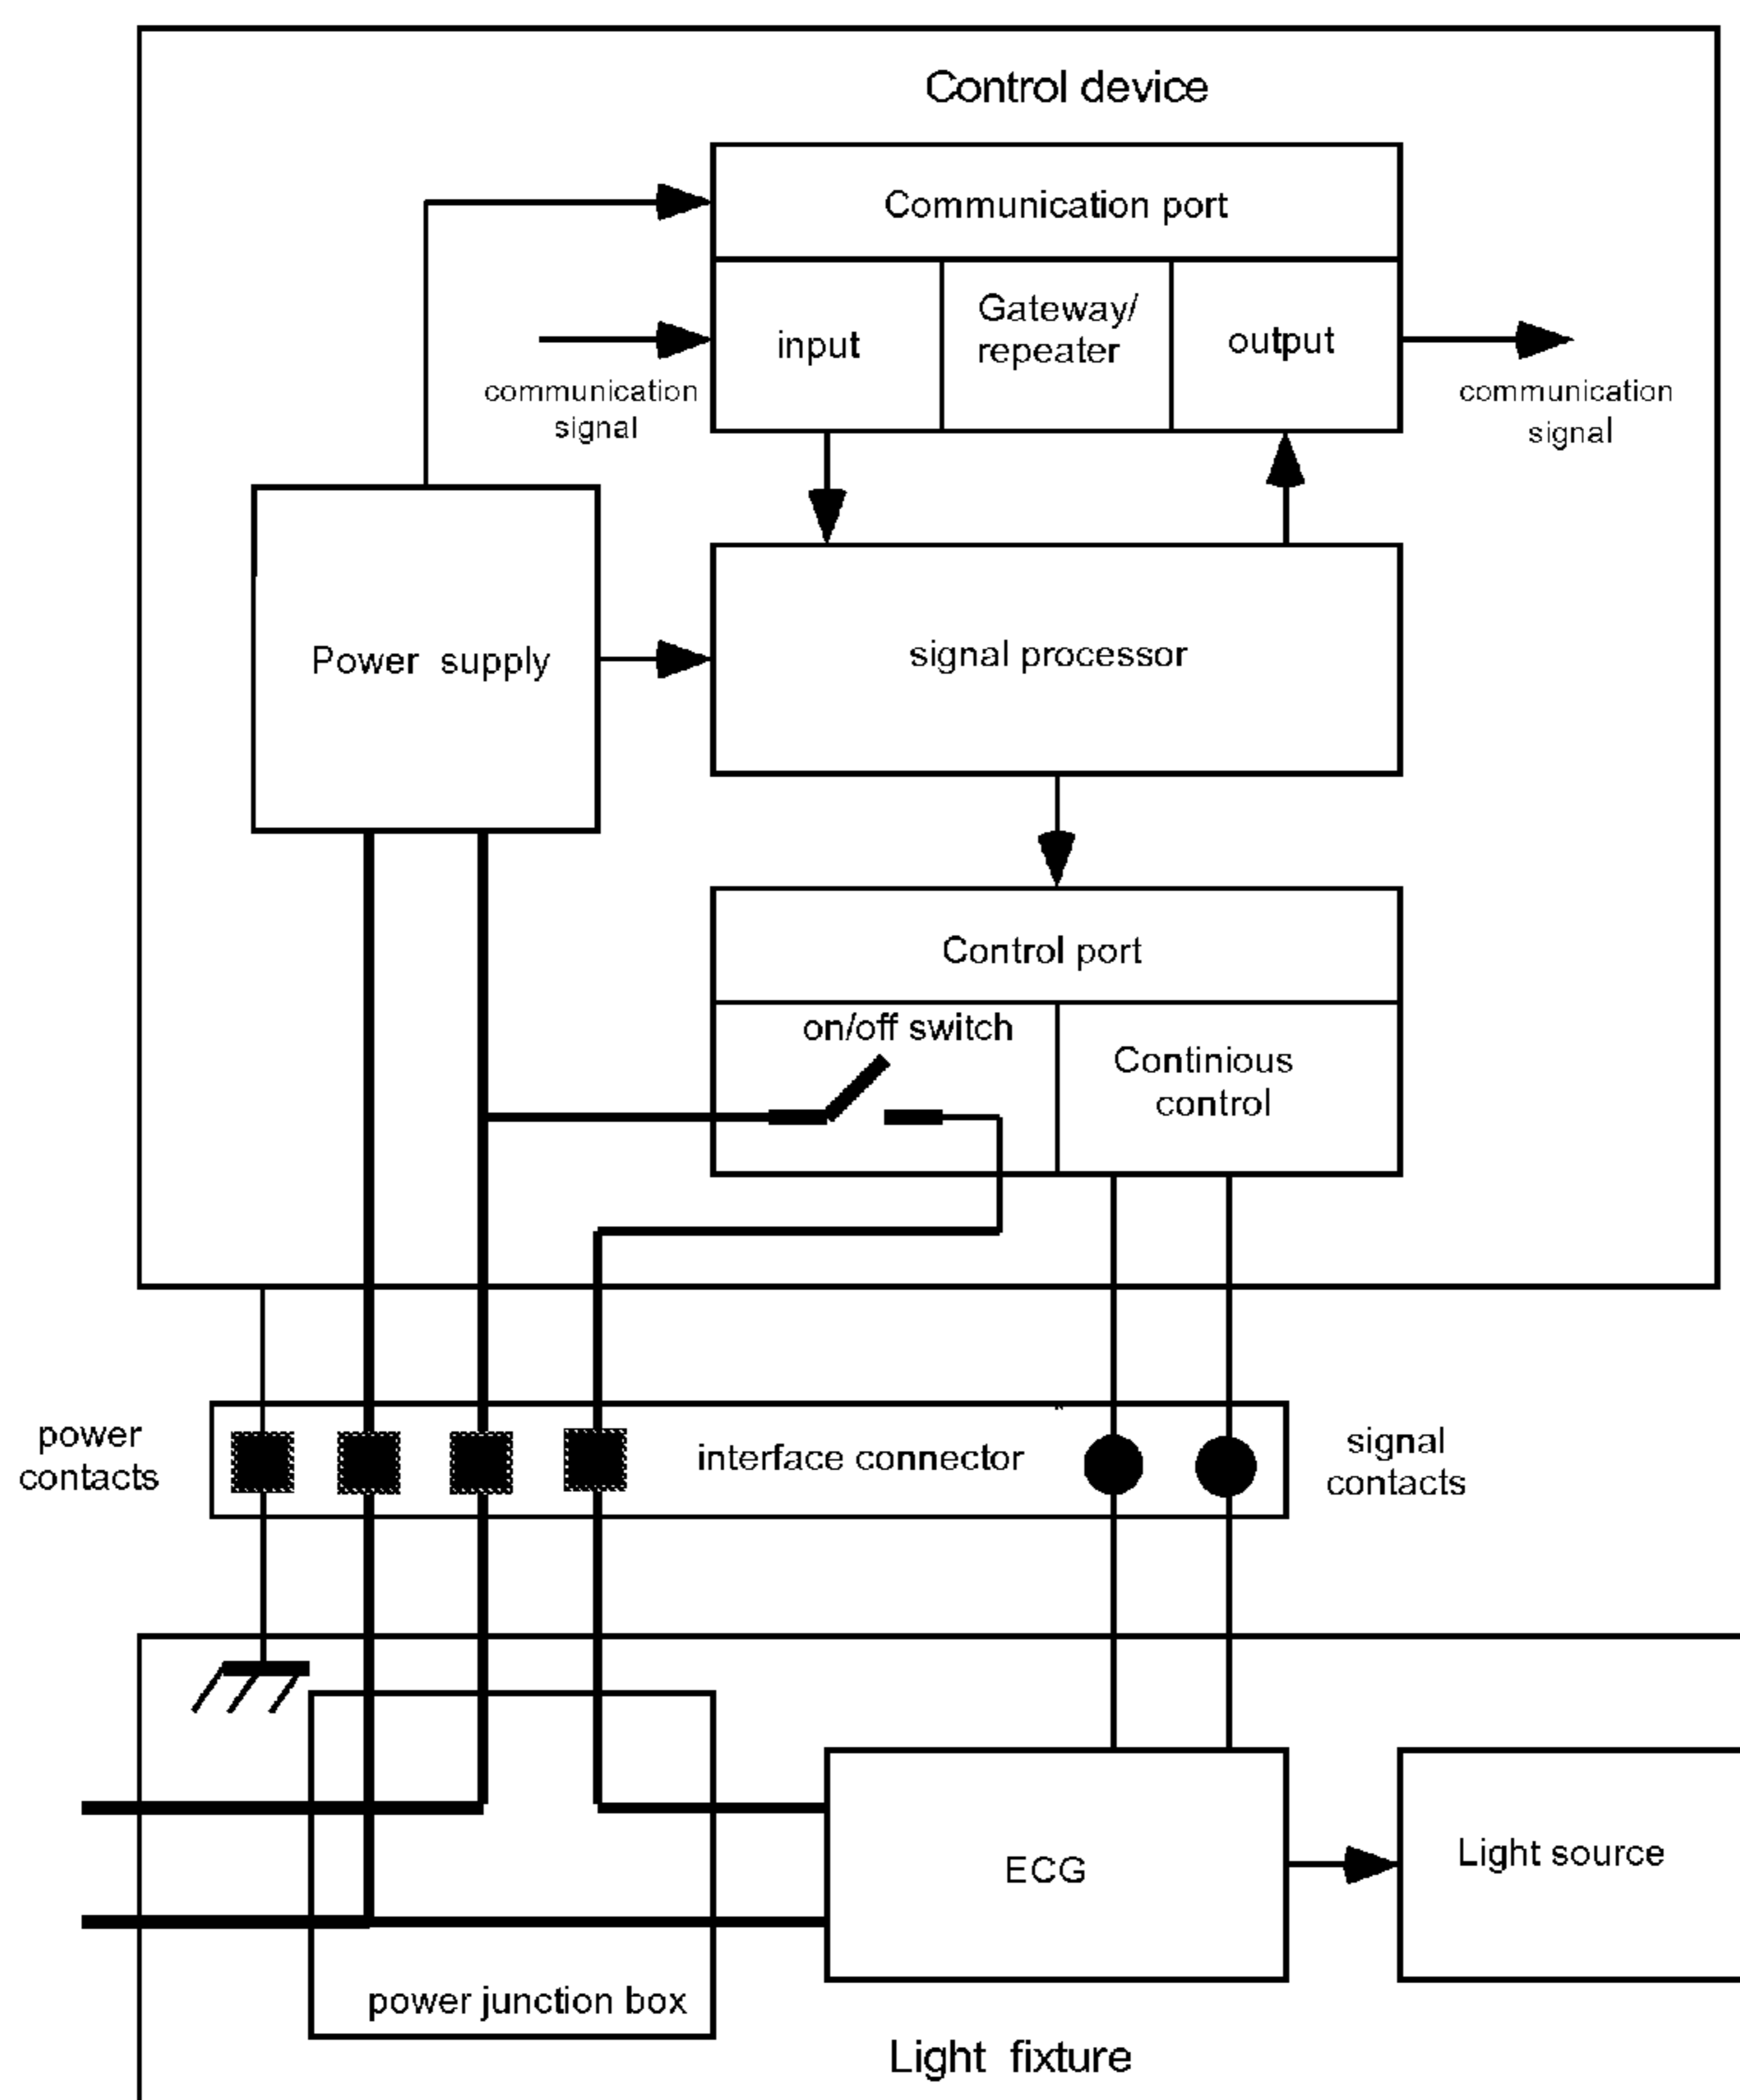 Control device
Communication port
input
Gateway/
repeater
output
communication
signal
communication
signal
Power supply
signal processor
Control port
on/off switch
Continious
control
power
contacts
interface connector
signal
contacts
ECG
Light source
power junction box
Light fixture